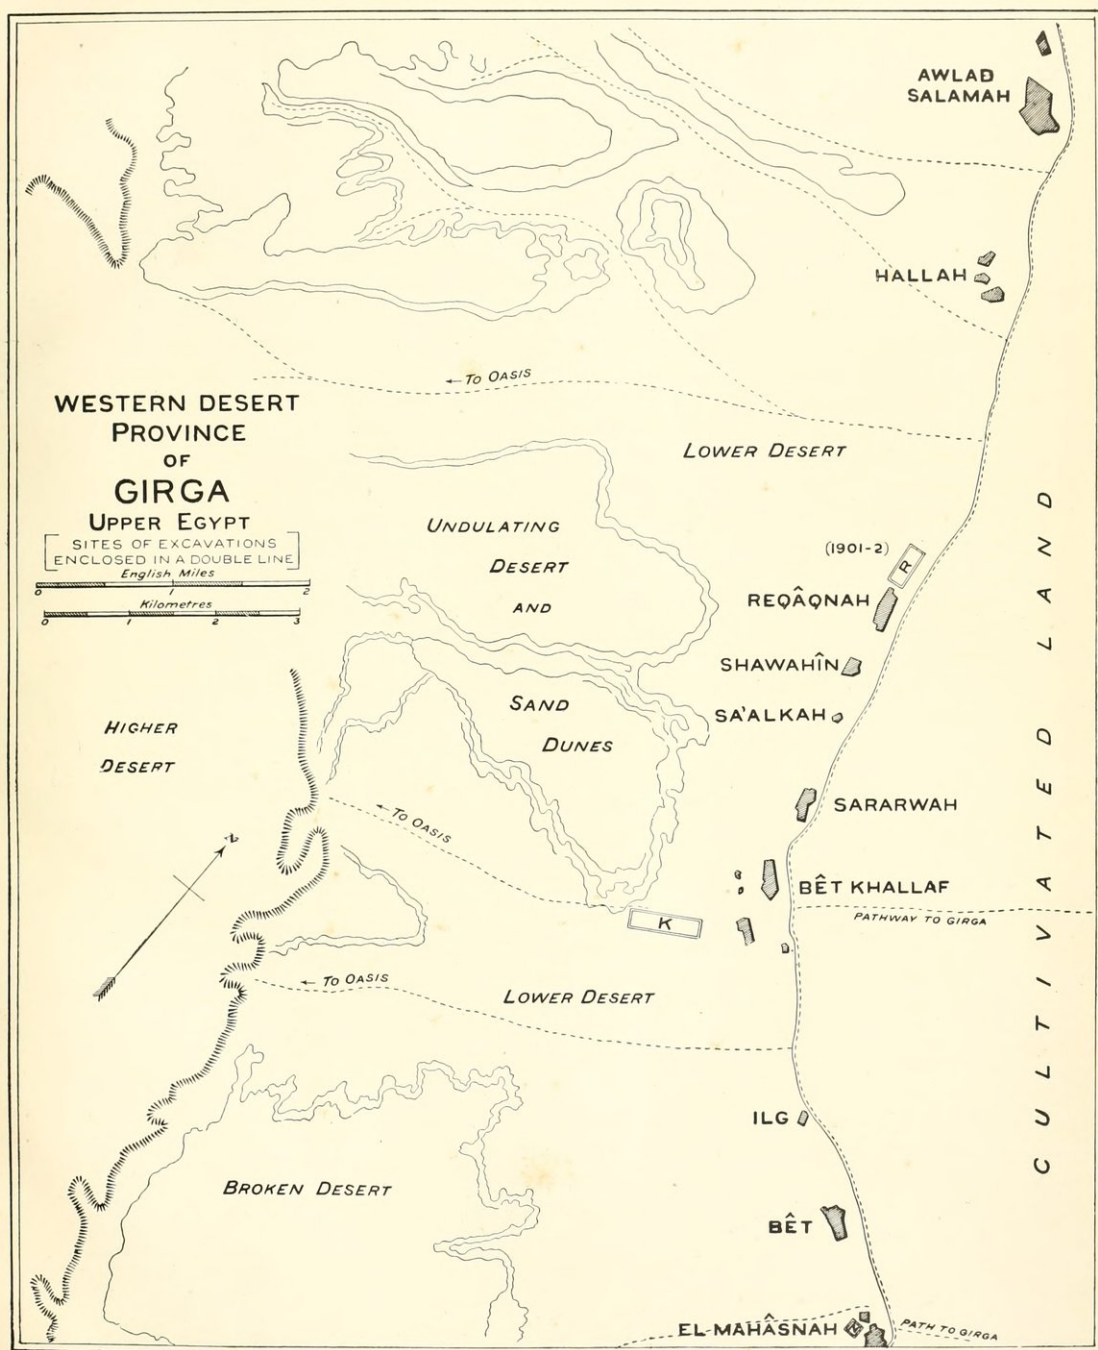 AWLAD
SALAMAH
HALLAH
← TO OASIS
WESTERN DESERT
PROVINCE
OF
GIRGA
UPPER EGYPT
SITES OF EXCAVATIONS
ENCLOSED IN A DOUBLE LINE
English Miles
0 1 2
Kilometres
0 1 2 3
LOWER DESERT
UNDULATING
DESERT
AND
SAND
DUNES
(1901-2)
R
REQÂQNAH
SHAWAHÎN
SA'ALKAH
SARARWAH
HIGHER
DESERT
N
← TO OASIS
BÊT KHALLAF
PATHWAY TO GIRGA
K
← TO OASIS
LOWER DESERT
CULTIVATED LAND
ILG
BROKEN DESERT
BÊT
EL-MAHÂSNAH
N
PATH TO GIRGA